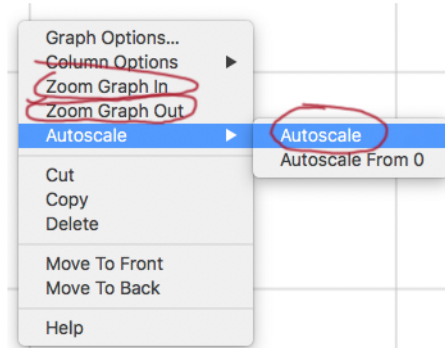 Graph Options...
Column Options
Zoom Graph In
Zoom Graph Out
Autoscale
Autoscale
Autoscale From 0
Cut
Copy
Delete
Move To Front
Move To Back
Help